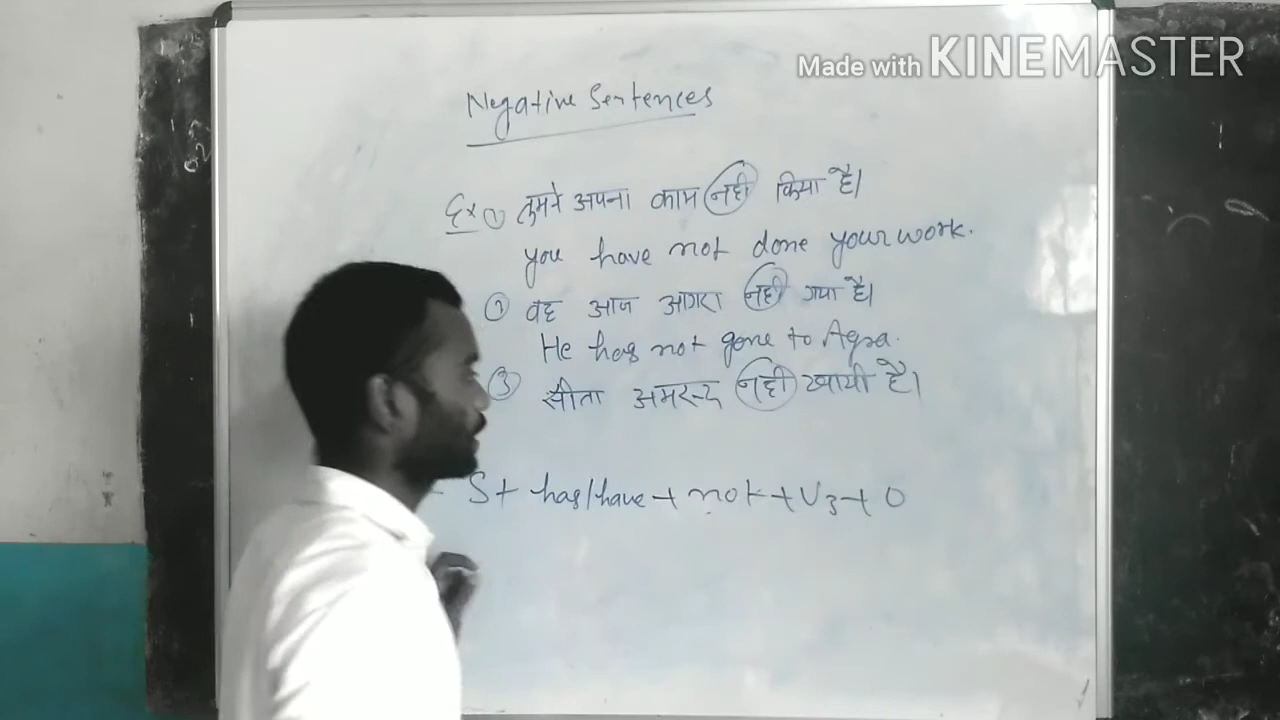 Made with KINEMASTER
Negative Sentences
Ex ① तुमने अपना काम नही किया है।
you have not done your work.
② वह आज आगरा नही गया है।
He has not gone to Agra.
③ सीता अमरूद नही खायी है।
S + has/have + not + V3 + O